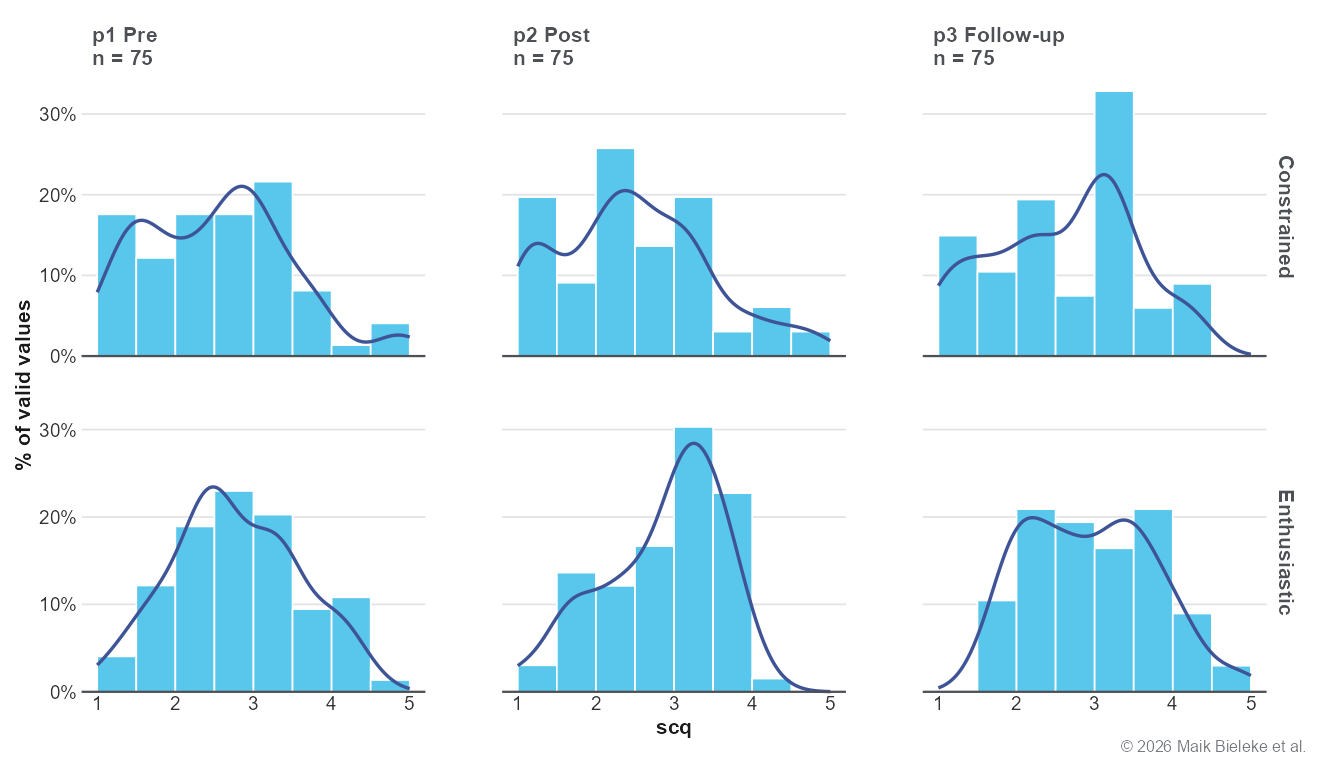 p1 Pre
n = 75
p2 Post
n = 75
p3 Follow-up
n = 75
30%
20%
10%
0%
Constrained
% of valid values
30%
20%
10%
0%
Enthusiastic
1 2 3 4 5
1 2 3 4 5
1 2 3 4 5
scq
© 2026 Maik Bieleke et al.